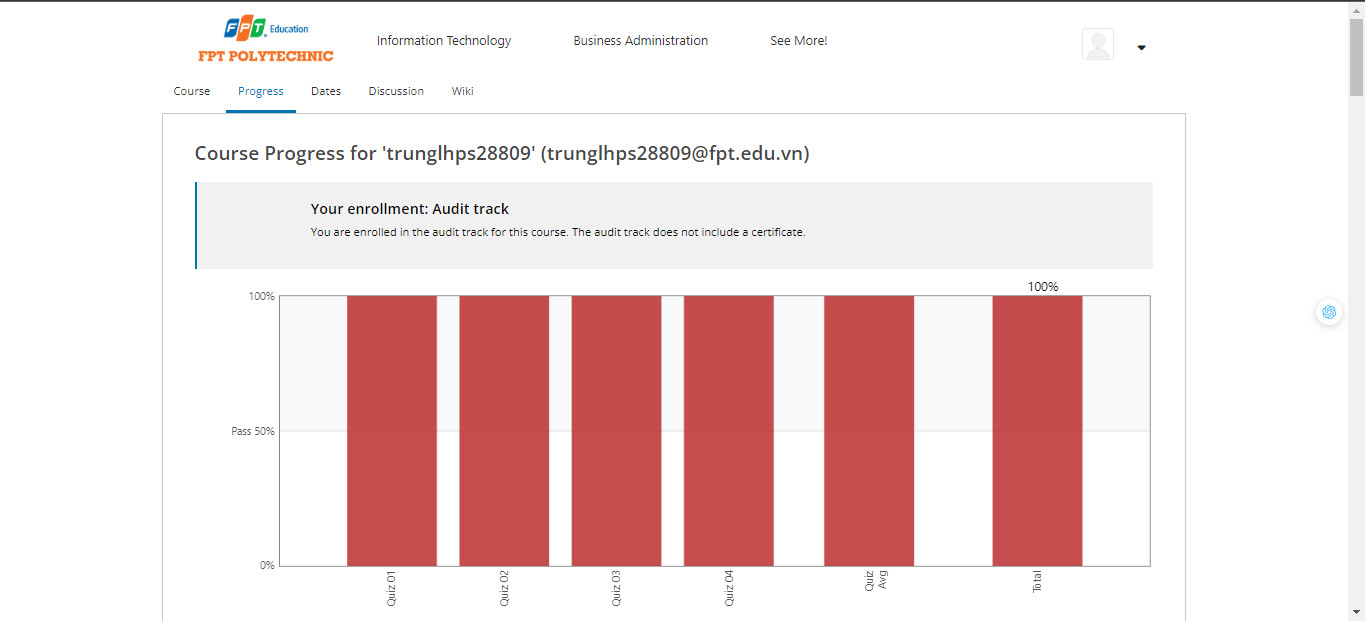 FPT Education
FPT POLYTECHNIC
Information Technology
Business Administration
See More!
Course
Progress
Dates
Discussion
Wiki
Course Progress for 'trunglhps28809' (trunglhps28809@fpt.edu.vn)
Your enrollment: Audit track
You are enrolled in the audit track for this course. The audit track does not include a certificate.
100%
100%
Pass 50%
0%
Quiz 01
Quiz 02
Quiz 03
Quiz 04
Quiz
Avg
Total